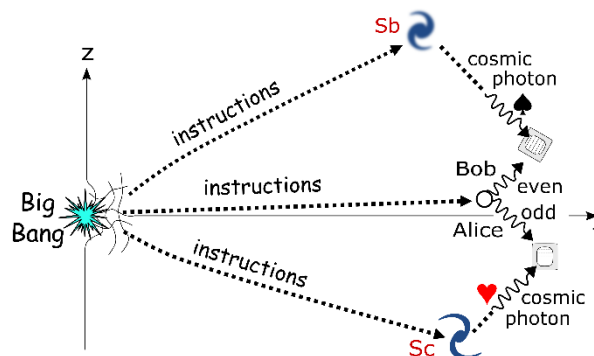 Sb
cosmic
photon
z
instructions
Bob
even
instructions
odd
Big
Bang
Alice
instructions
cosmic
photon
Sc